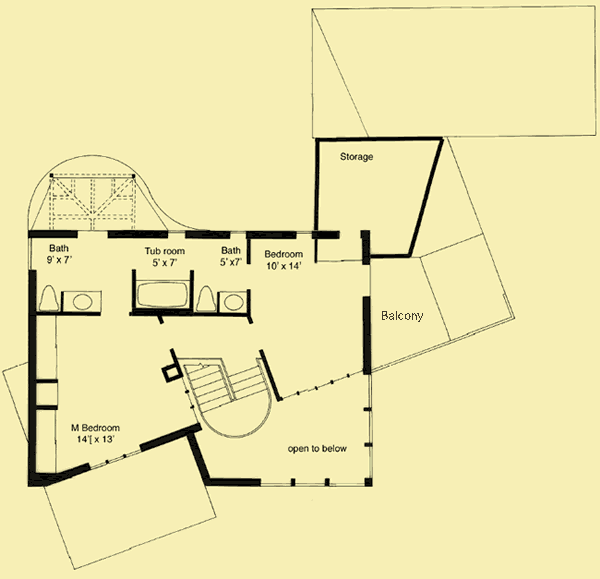 Storage
Bath
9' x 7'
Tub room
5' x 7'
Bath
5' x7'
Bedroom
10' x 14'
Balcony
M Bedroom
14'[ x 13'
open to below